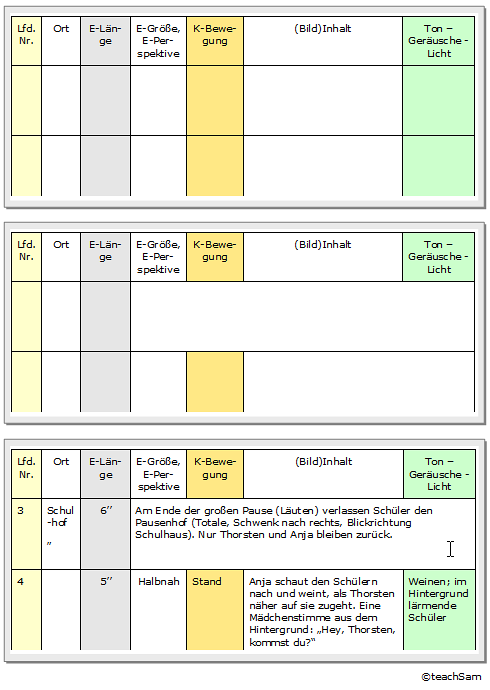 Lfd. Ort E-Län- E-Größe, K-Bewe- (Bild)Inhalt Ton –
Nr. ge E-Per- gung Geräusche -
spektive Licht
Lfd. Ort E-Län- E-Größe, K-Bewe- (Bild)Inhalt Ton –
Nr. ge E-Per- gung Geräusche -
spektive Licht
Lfd. Ort E-Län- E-Größe, K-Bewe- (Bild)Inhalt Ton –
Nr. ge E-Per- gung Geräusche -
spektive Licht
3 Schul 6’’ Am Ende der großen Pause (Läuten) verlassen Schüler den
-hof Pausenhof (Totale, Schwenk nach rechts, Blickrichtung
Schulhaus). Nur Thorsten und Anja bleiben zurück.
”
4 5’’ Halbnah Stand Anja schaut den Schülern Weinen; im
nach und weint, als Thorsten Hintergrund
näher auf sie zugeht. Eine lärmende
Mädchenstimme aus dem Schüler
Hintergrund: „Hey, Thorsten,
kommst du?“
©teachSam